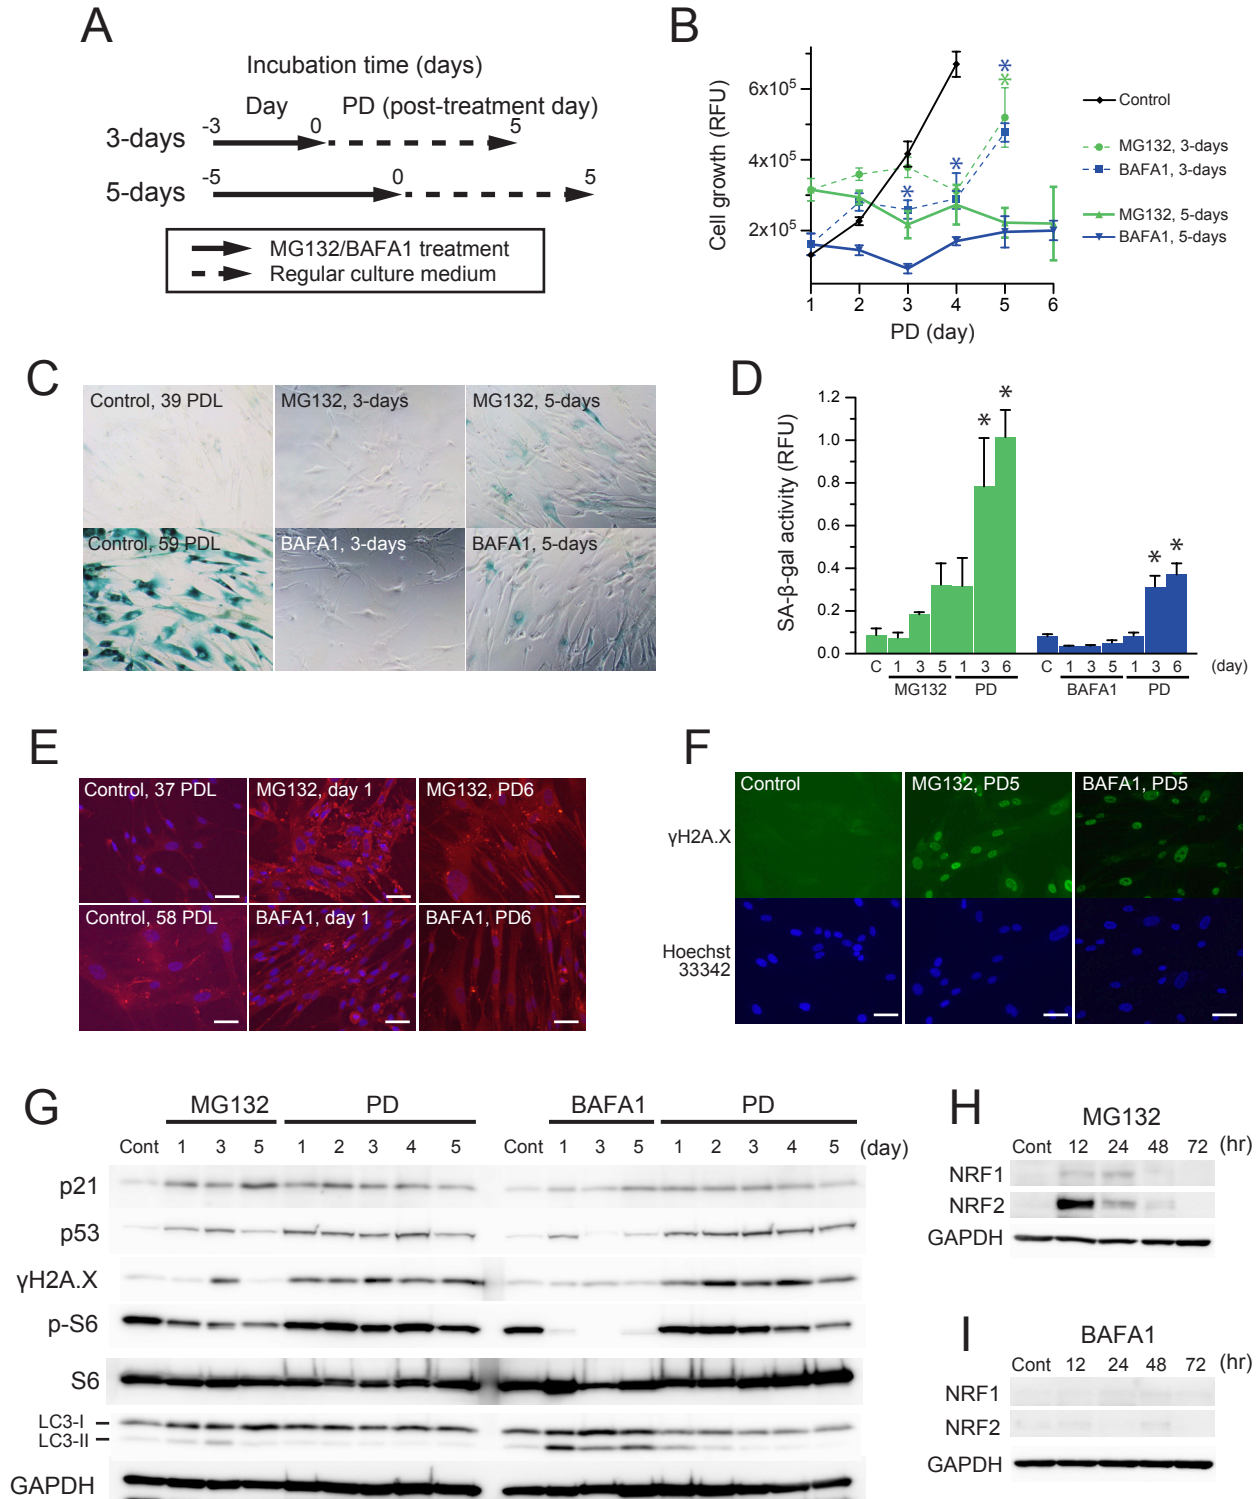 A
Incubation time (days)
Day PD (post-treatment day)
3-days -3 0 5
5-days -5 0 5
MG132/BAFA1 treatment
Regular culture medium
B
Cell growth (RFU)
6x10⁵
4x10⁵
2x10⁵
1 2 3 4 5 6
PD (day)
* * * *
Control
MG132, 3-days
BAFA1, 3-days
MG132, 5-days
BAFA1, 5-days
C
Control, 39 PDL MG132, 3-days MG132, 5-days
Control, 59 PDL BAFA1, 3-days BAFA1, 5-days
D
SA-β-gal activity (RFU)
1.2
1.0
0.8
0.6
0.4
0.2
0.0
* * * *
C 1 3 5 1 3 6 C 1 3 5 1 3 6 (day)
MG132 PD BAFA1 PD
E
Control, 37 PDL MG132, day 1 MG132, PD6
Control, 58 PDL BAFA1, day 1 BAFA1, PD6
F
Control MG132, PD5 BAFA1, PD5
γH2A.X
Hoechst
33342
G
MG132 PD BAFA1 PD
Cont 1 3 5 1 2 3 4 5 Cont 1 3 5 1 2 3 4 5 (day)
p21
p53
γH2A.X
p-S6
S6
LC3-I
LC3-II
GAPDH
H
MG132
Cont 12 24 48 72 (hr)
NRF1
NRF2
GAPDH
I
BAFA1
Cont 12 24 48 72 (hr)
NRF1
NRF2
GAPDH